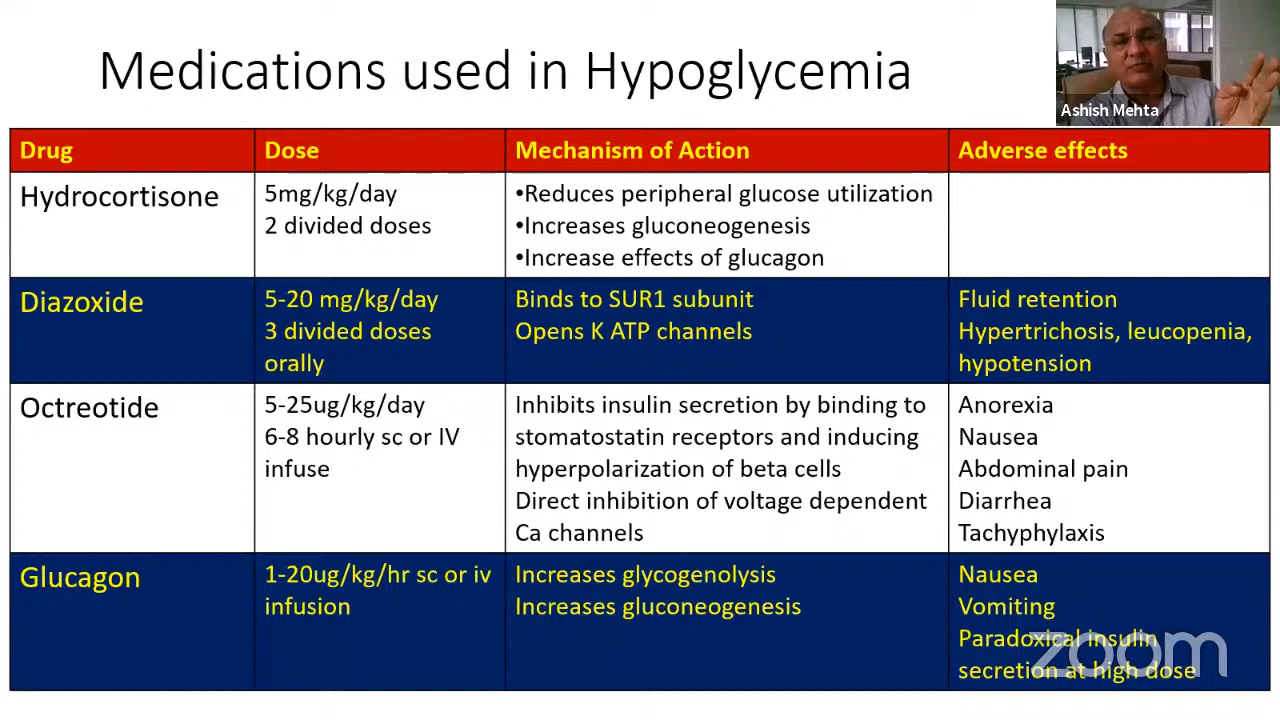 Medications used in Hypoglycemia
Ashish Mehta
Drug
Dose
Mechanism of Action
Adverse effects
Hydrocortisone
5mg/kg/day
2 divided doses
•Reduces peripheral glucose utilization
•Increases gluconeogenesis
•Increase effects of glucagon
Diazoxide
5-20 mg/kg/day
3 divided doses
orally
Binds to SUR1 subunit
Opens K ATP channels
Fluid retention
Hypertrichosis, leucopenia,
hypotension
Octreotide
5-25ug/kg/day
6-8 hourly sc or IV
infuse
Inhibits insulin secretion by binding to
stomatostatin receptors and inducing
hyperpolarization of beta cells
Direct inhibition of voltage dependent
Ca channels
Anorexia
Nausea
Abdominal pain
Diarrhea
Tachyphylaxis
Glucagon
1-20ug/kg/hr sc or iv
infusion
Increases glycogenolysis
Increases gluconeogenesis
Nausea
Vomiting
Paradoxical insulin
secretion at high dose
zoom